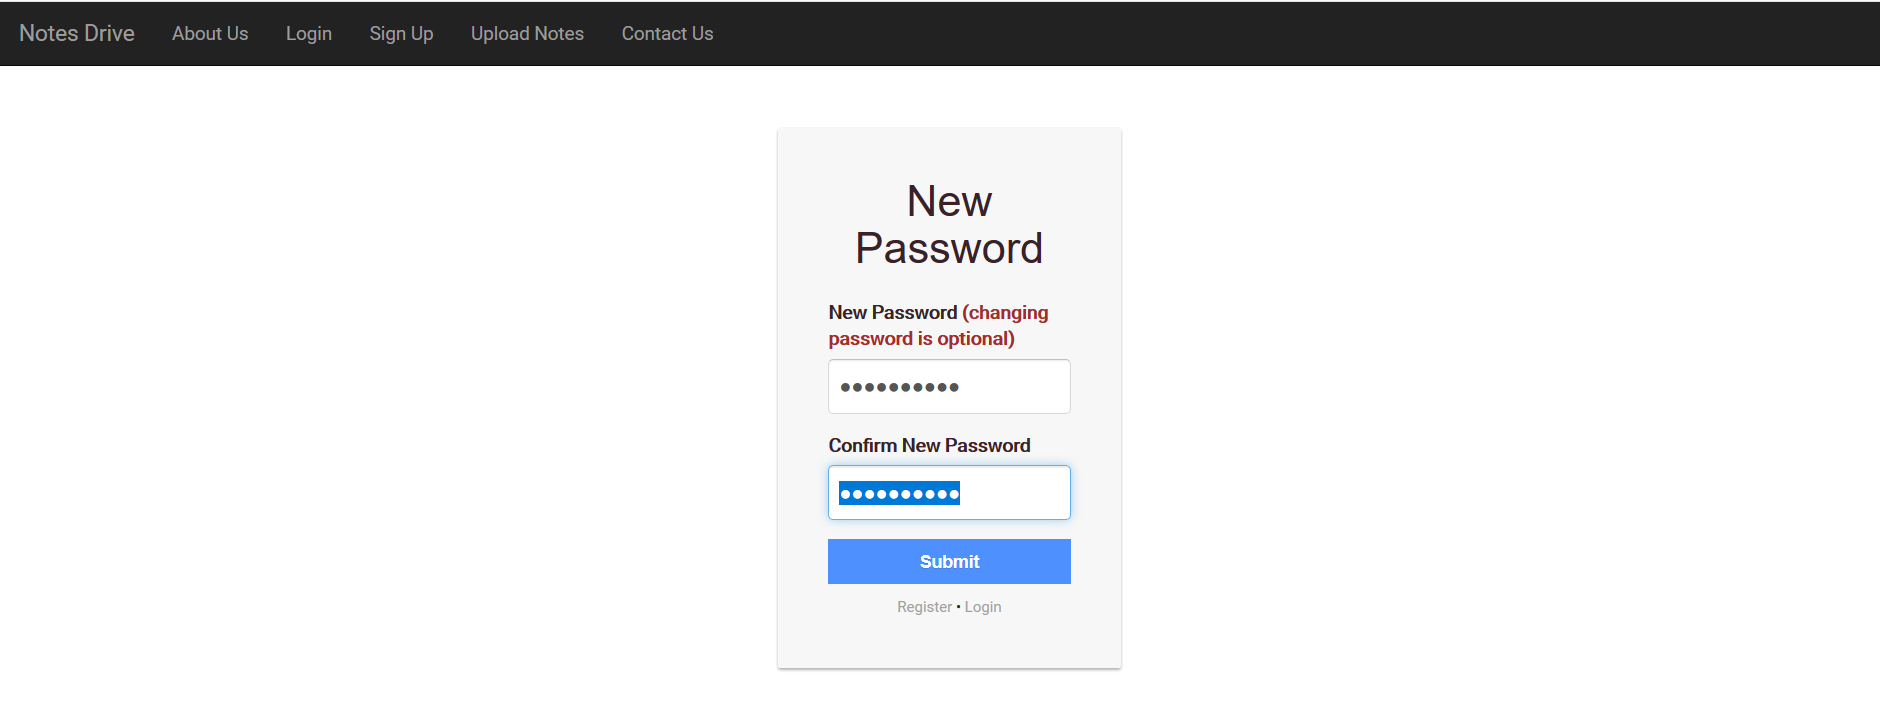 Notes Drive About Us Login Sign Up Upload Notes Contact Us
New
Password
New Password (changing
password is optional)
••••••••••
Confirm New Password
••••••••••
Submit
Register • Login